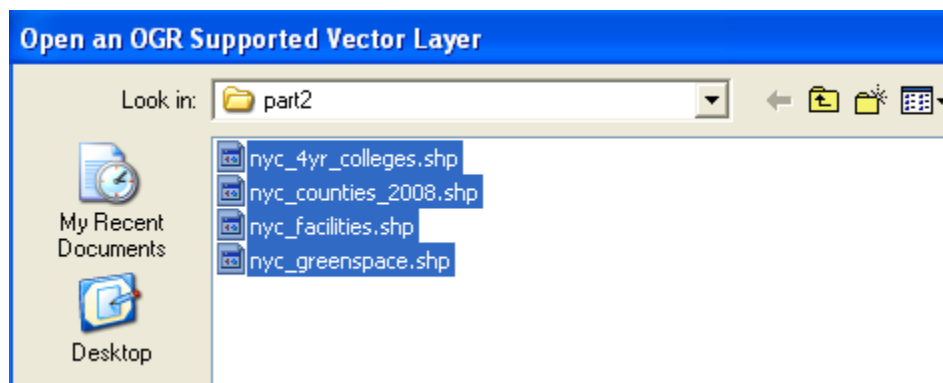 Open an OGR Supported Vector Layer
Look in: part2
nyc_4yr_colleges.shp
nyc_counties_2008.shp
nyc_facilities.shp
nyc_greenspace.shp
My Recent
Documents
Desktop